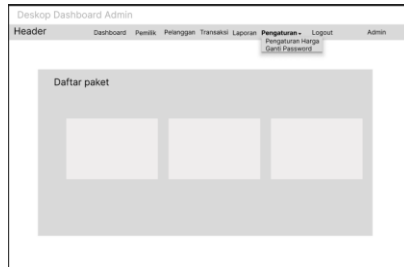 Deskop Dashboard Admin
Header Dashboard Pemilik Pelanggan Transaksi Laporan Pengaturan Logout Admin
Pengaturan Harga
Ganti Password
Daftar paket